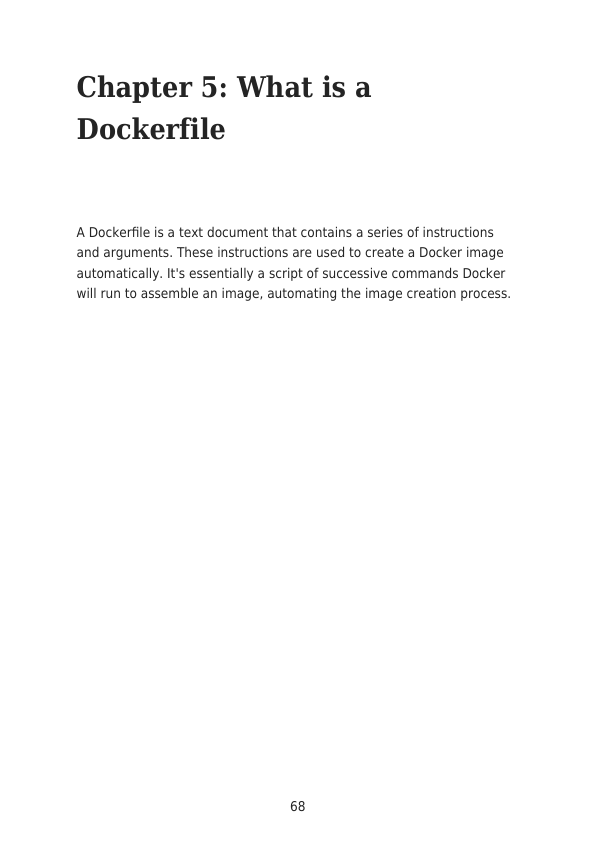 Chapter 5: What is a
Dockerfile
A Dockerfile is a text document that contains a series of instructions
and arguments. These instructions are used to create a Docker image
automatically. It's essentially a script of successive commands Docker
will run to assemble an image, automating the image creation process.
68